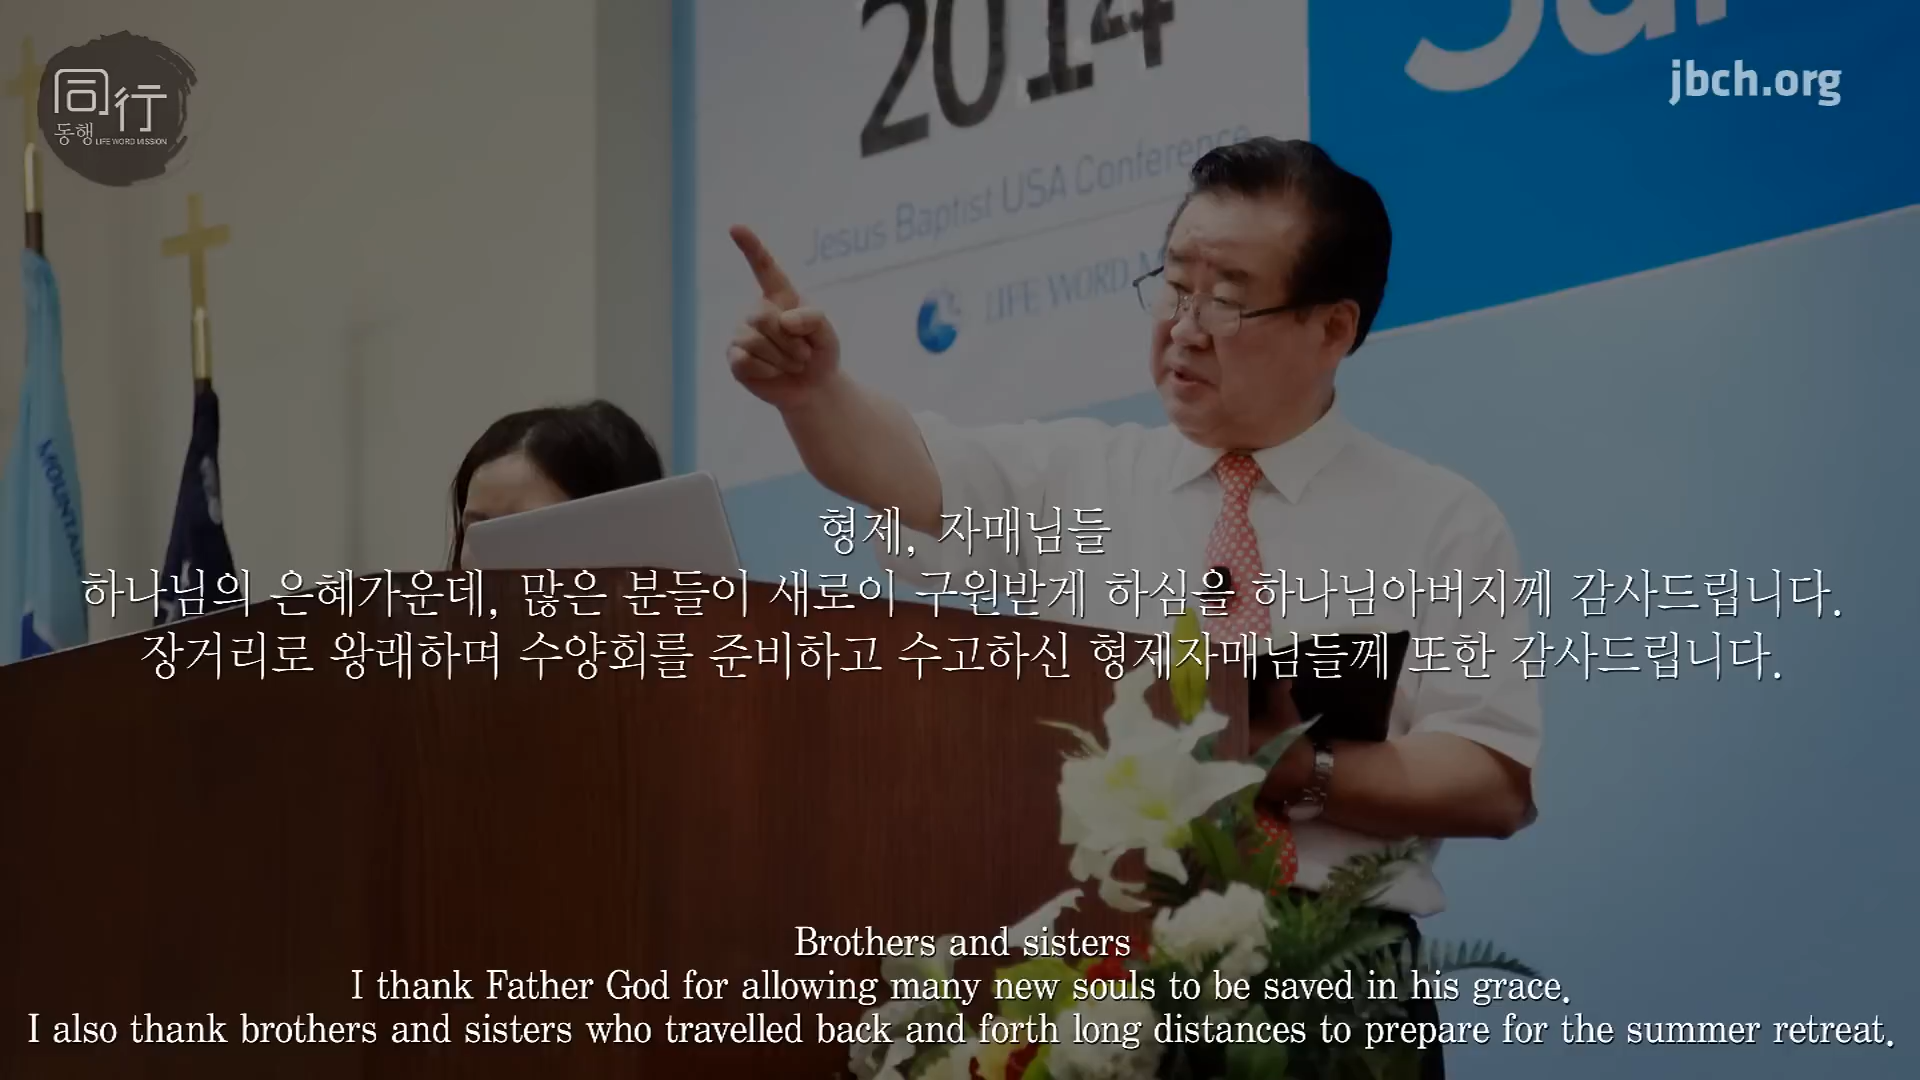 同行
동행 LIFE WORD MISSION
2014
jbch.org
Jesus Baptist USA Conference
LIFE WORD
형제, 자매님들
하나님의 은혜가운데, 많은 분들이 새로이 구원받게 하심을 하나님아버지께 감사드립니다.
장거리로 왕래하며 수양회를 준비하고 수고하신 형제자매님들께 또한 감사드립니다.
Brothers and sisters
I thank Father God for allowing many new souls to be saved in his grace.
I also thank brothers and sisters who travelled back and forth long distances to prepare for the summer retreat.